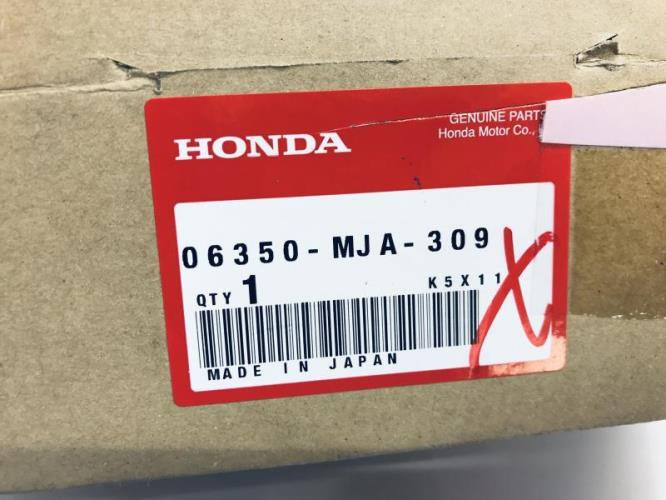 GENUINE PARTS
HONDA
Honda Motor Co.,
06350-MJA-309
QTY 1
K5X11
MADE IN JAPAN
X